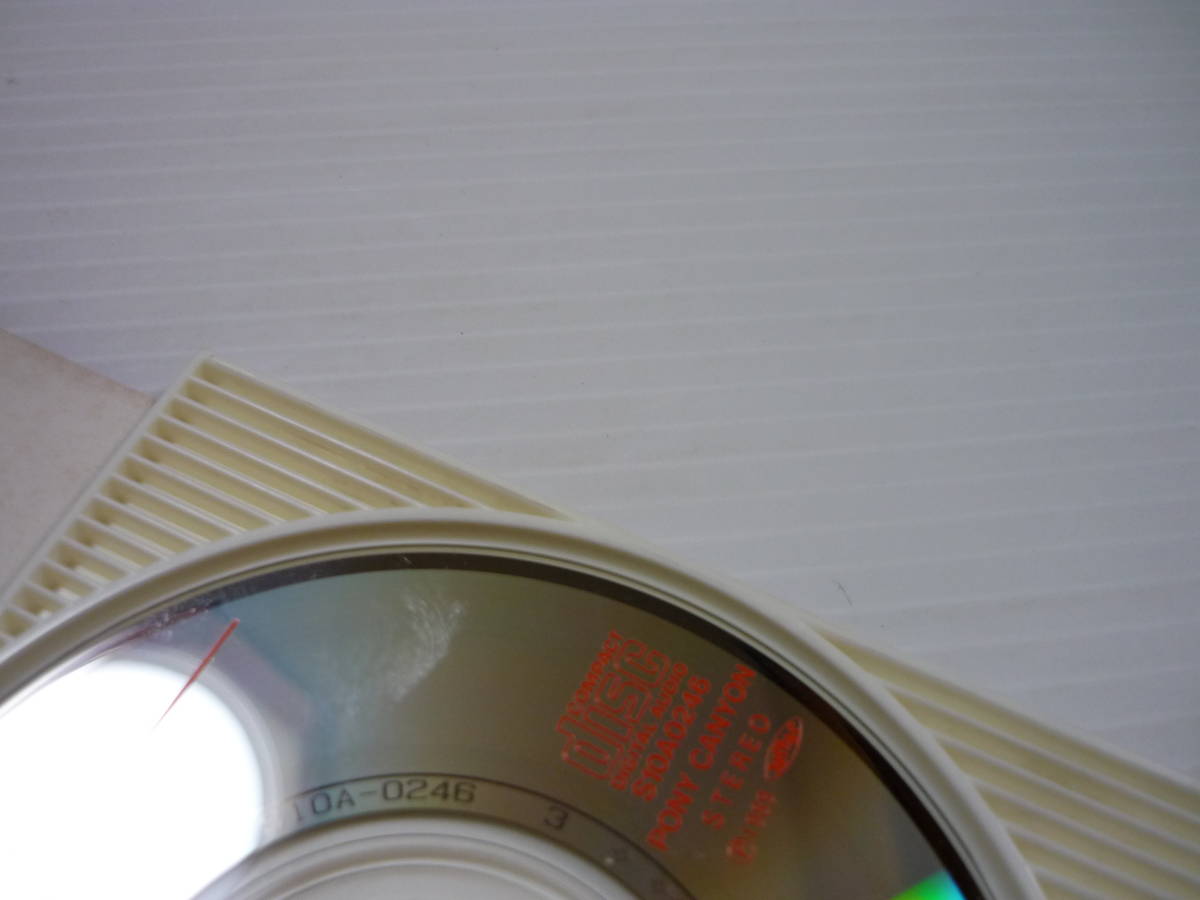 COMPACT
disc
DIGITAL AUDIO
S10A0246
PONY CANYON
STEREO
10A-0246 3